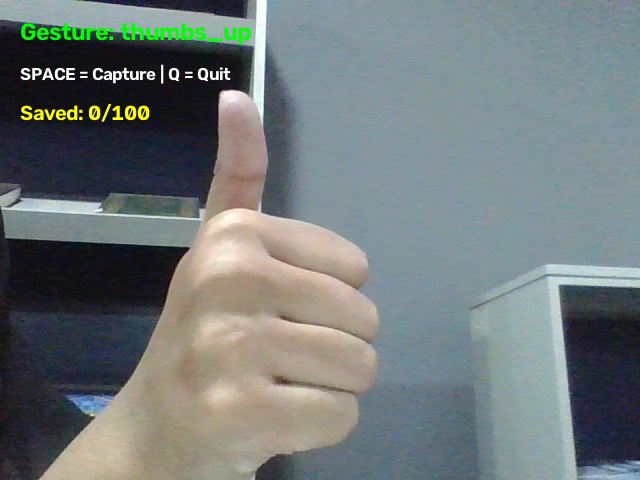 Gesture: thumbs_up
SPACE = Capture | Q = Quit
Saved: 0/100